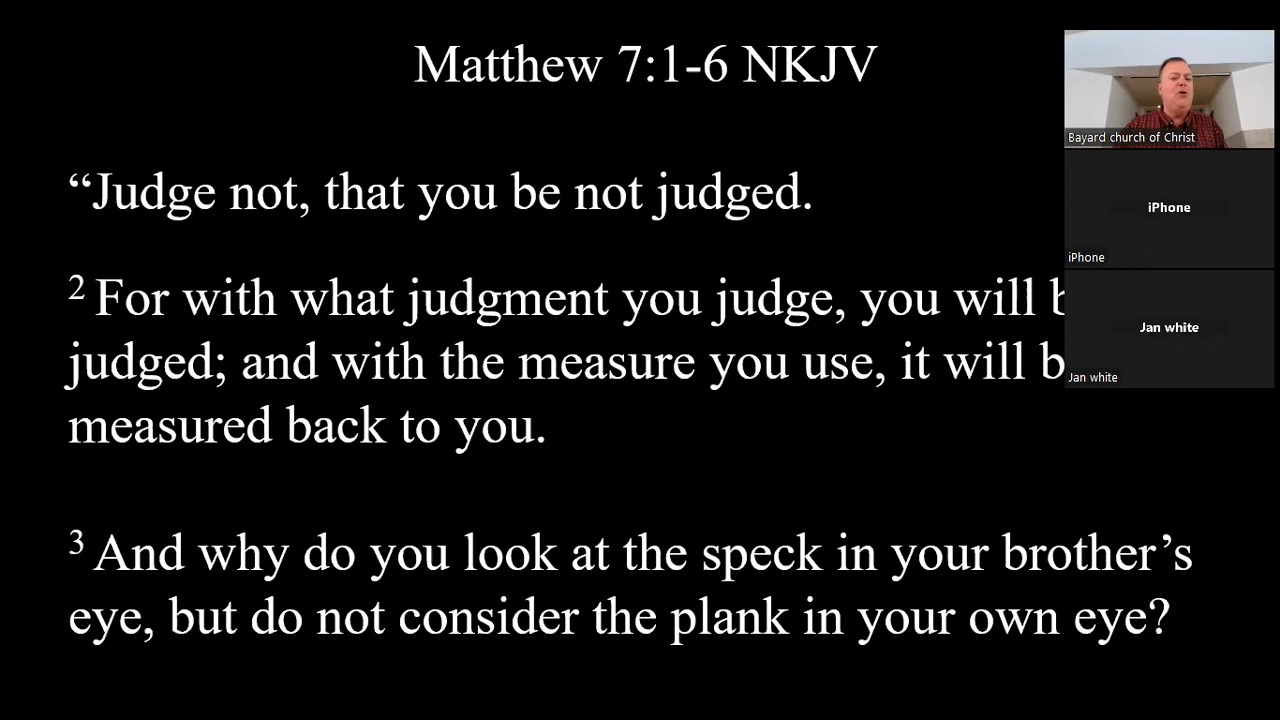 Matthew 7:1-6 NKJV
“Judge not, that you be not judged.
2 For with what judgment you judge, you will
judged; and with the measure you use, it will
measured back to you.
3 And why do you look at the speck in your brother’s
eye, but do not consider the plank in your own eye?
Bayard church of Christ
iPhone
iPhone
Jan white
Jan white